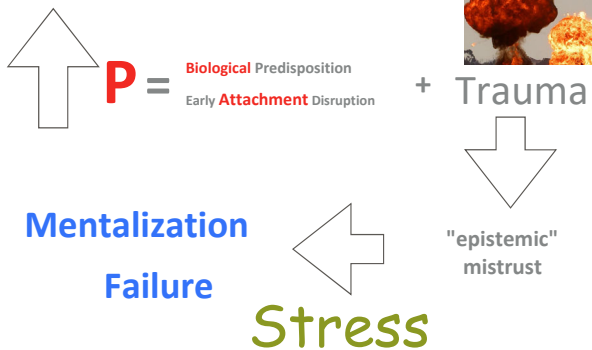 P =
Biological Predisposition
Early Attachment Disruption
+ Trauma
"epistemic"
mistrust
Mentalization
Failure
Stress